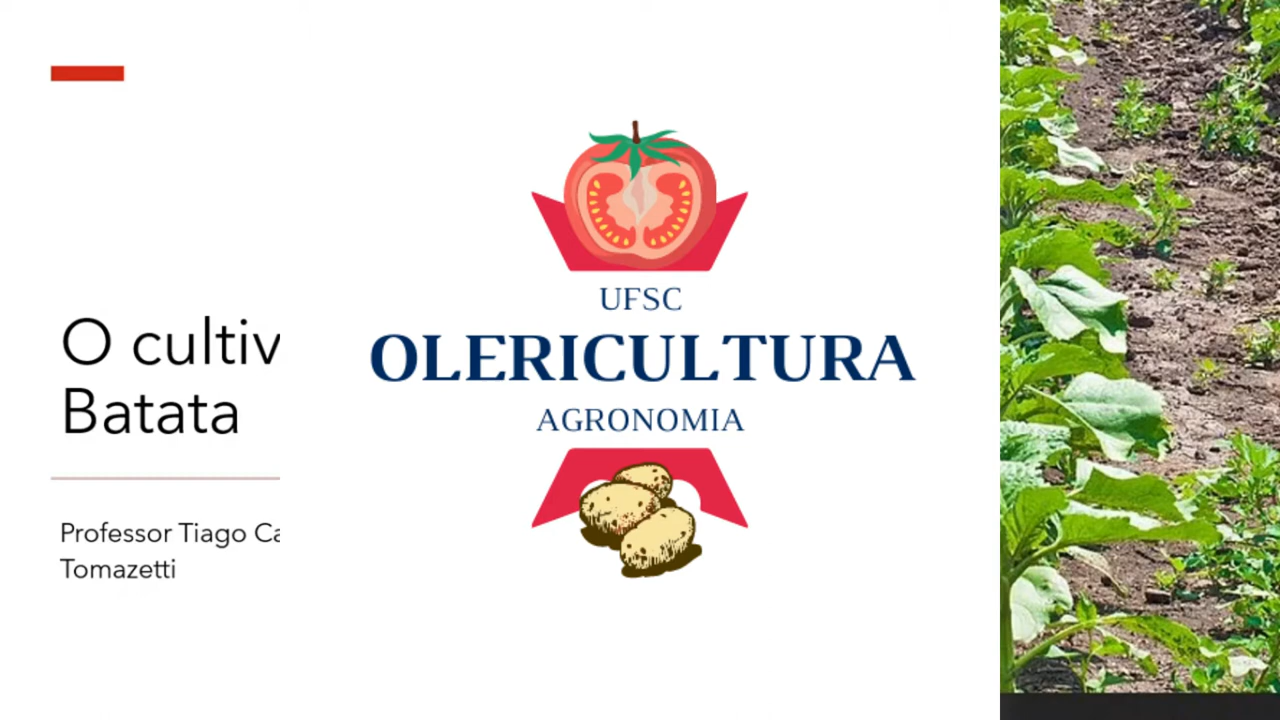 O cultiv
Batata
Professor Tiago Ca
Tomazetti
UFSC
OLERICULTURA
AGRONOMIA